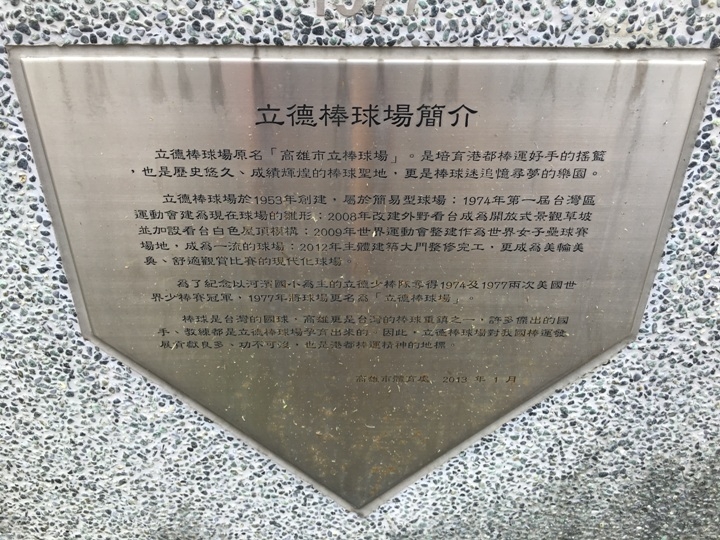 立德棒球場簡介
立德棒球場原名「高雄市立棒球場」。是培育港都棒運好手的搖籃
,也是歷史悠久、成績輝煌的棒球聖地,更是棒球迷追憶尋夢的樂園。
立德棒球場於1953年創建,屬於簡易型球場;1974年第一屆台灣區
運動會建為現在球場的雛形;2008年改建外野看台成為開放式景觀草坡
並加設看台白色屋頂棚構;2009年世界運動會整建作為世界女子壘球賽
場地,成為一流的球場;2012年主體建築大門整修完工,更成為美輪美
奐、舒適觀賞比賽的現代化球場。
為了紀念以河濱國小為主的立德少棒隊奪得1974及1977兩次美國世
界少棒賽冠軍,1977年將球場更名為「立德棒球場」。
棒球是台灣的國球,高雄更是台灣的棒球重鎮之一,許多傑出的國
手、教練都是立德棒球場孕育出來的。因此,立德棒球場對我國棒運發
展貢獻良多、功不可沒,也是港都棒運精神的地標。
高雄市體育處 2013 年 1 月